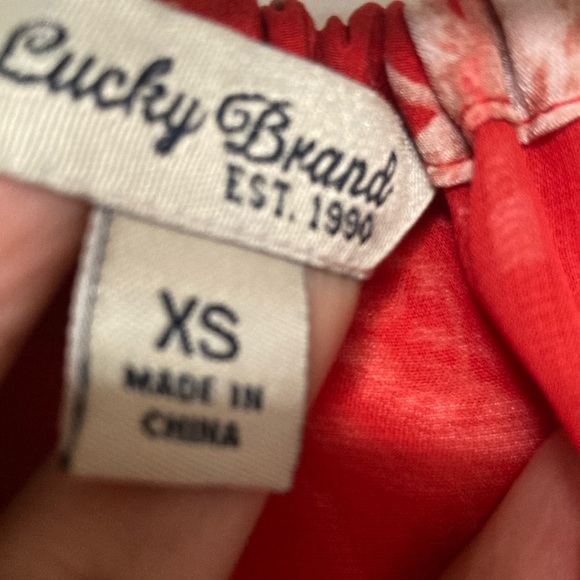 Lucky Brand
EST. 1990
XS
MADE IN
CHINA